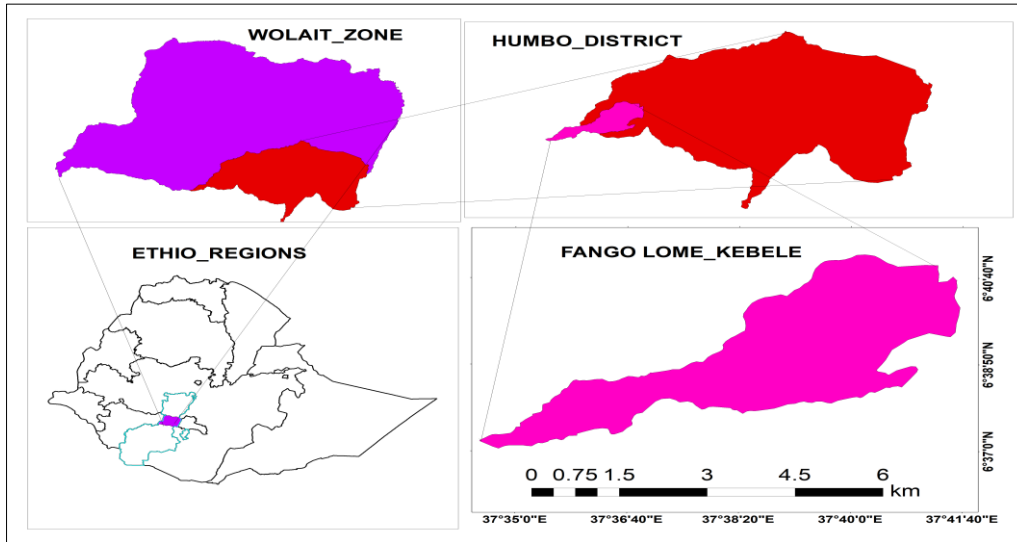 WOLAIT_ZONE
HUMBO_DISTRICT
ETHIO_REGIONS
FANGO LOME_KEBELE
6°40'40"N
6°38'50"N
6°37'0"N
0 0.75 1.5 3 4.5 6
km
37°35'0"E 37°36'40"E 37°38'20"E 37°40'0"E 37°41'40"E